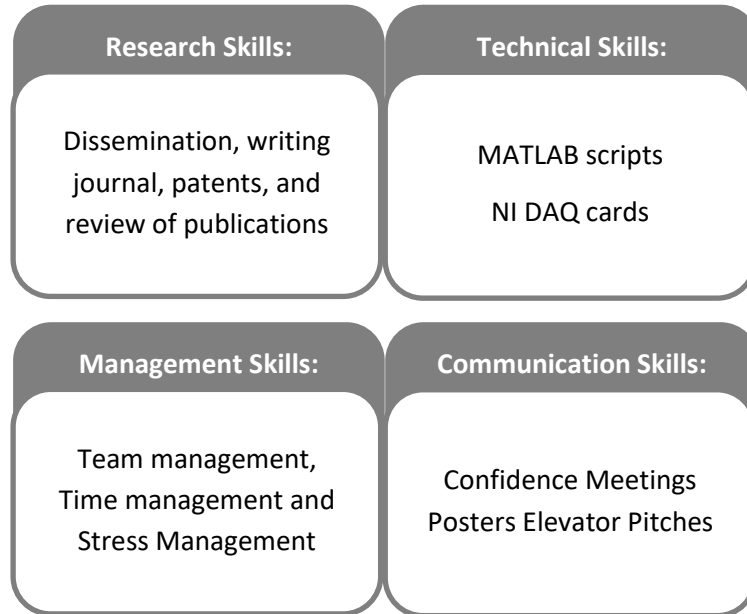 Research Skills:
Dissemination, writing
journal, patents, and
review of publications
Technical Skills:
MATLAB scripts
NI DAQ cards
Management Skills:
Team management,
Time management and
Stress Management
Communication Skills:
Confidence Meetings
Posters Elevator Pitches